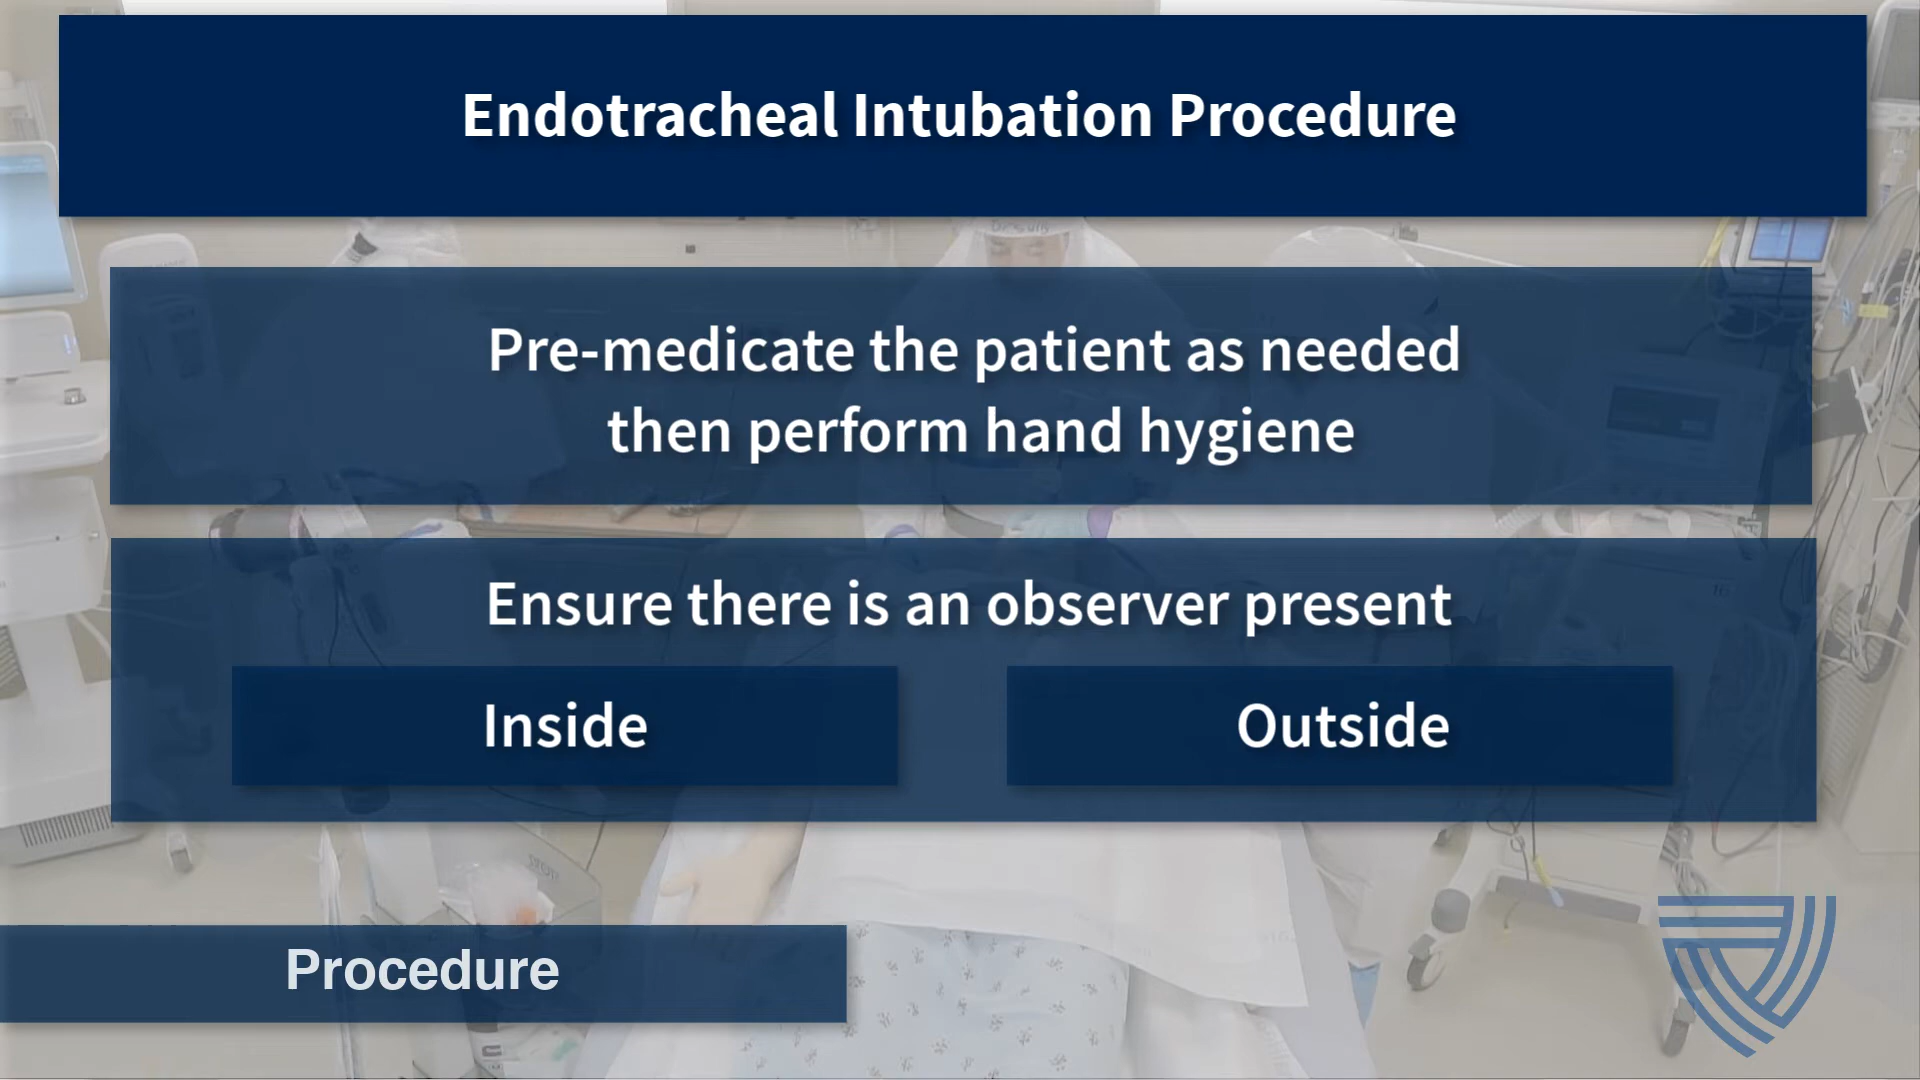 Endotracheal Intubation Procedure
Pre-medicate the patient as needed
then perform hand hygiene
Ensure there is an observer present
Inside
Outside
Procedure